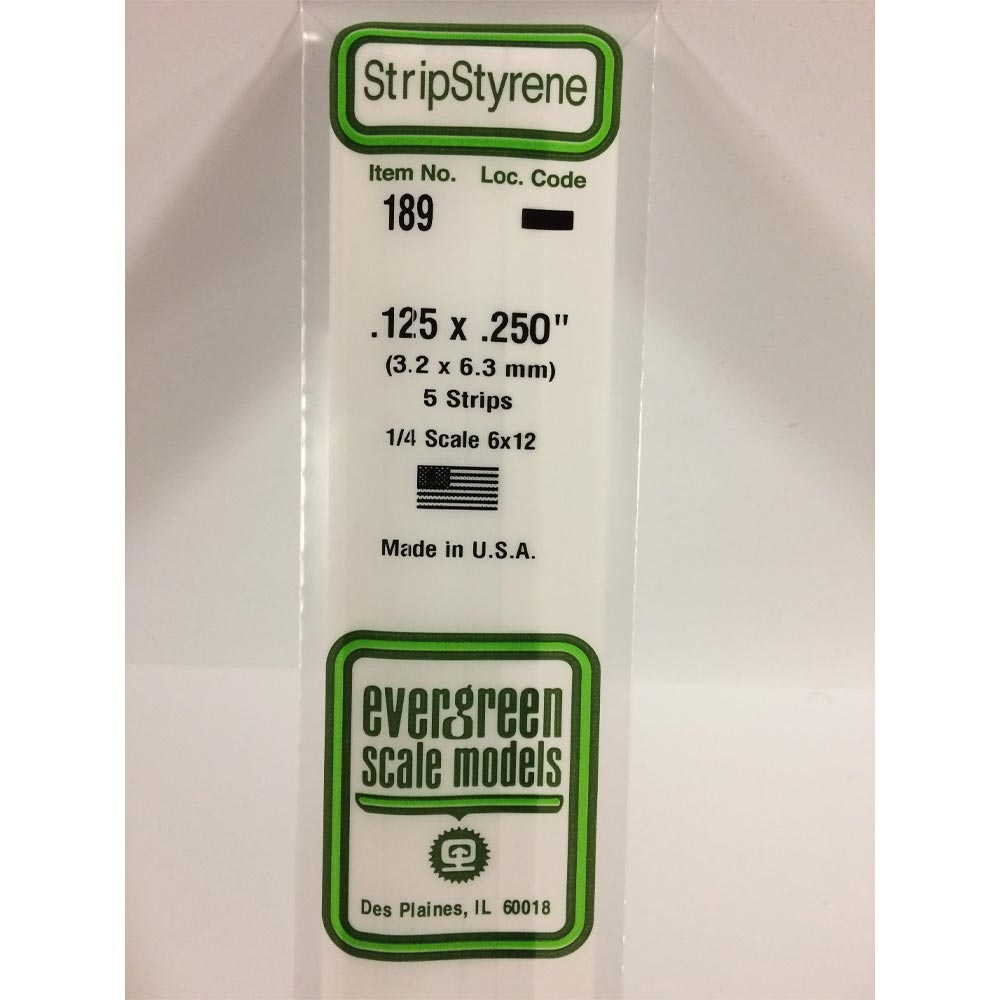 StripStyrene
Item No. Loc. Code
189
.125 x .250"
(3.2 x 6.3 mm)
5 Strips
1/4 Scale 6x12
Made in U.S.A.
evergreen
scale models
Des Plaines, IL 60018